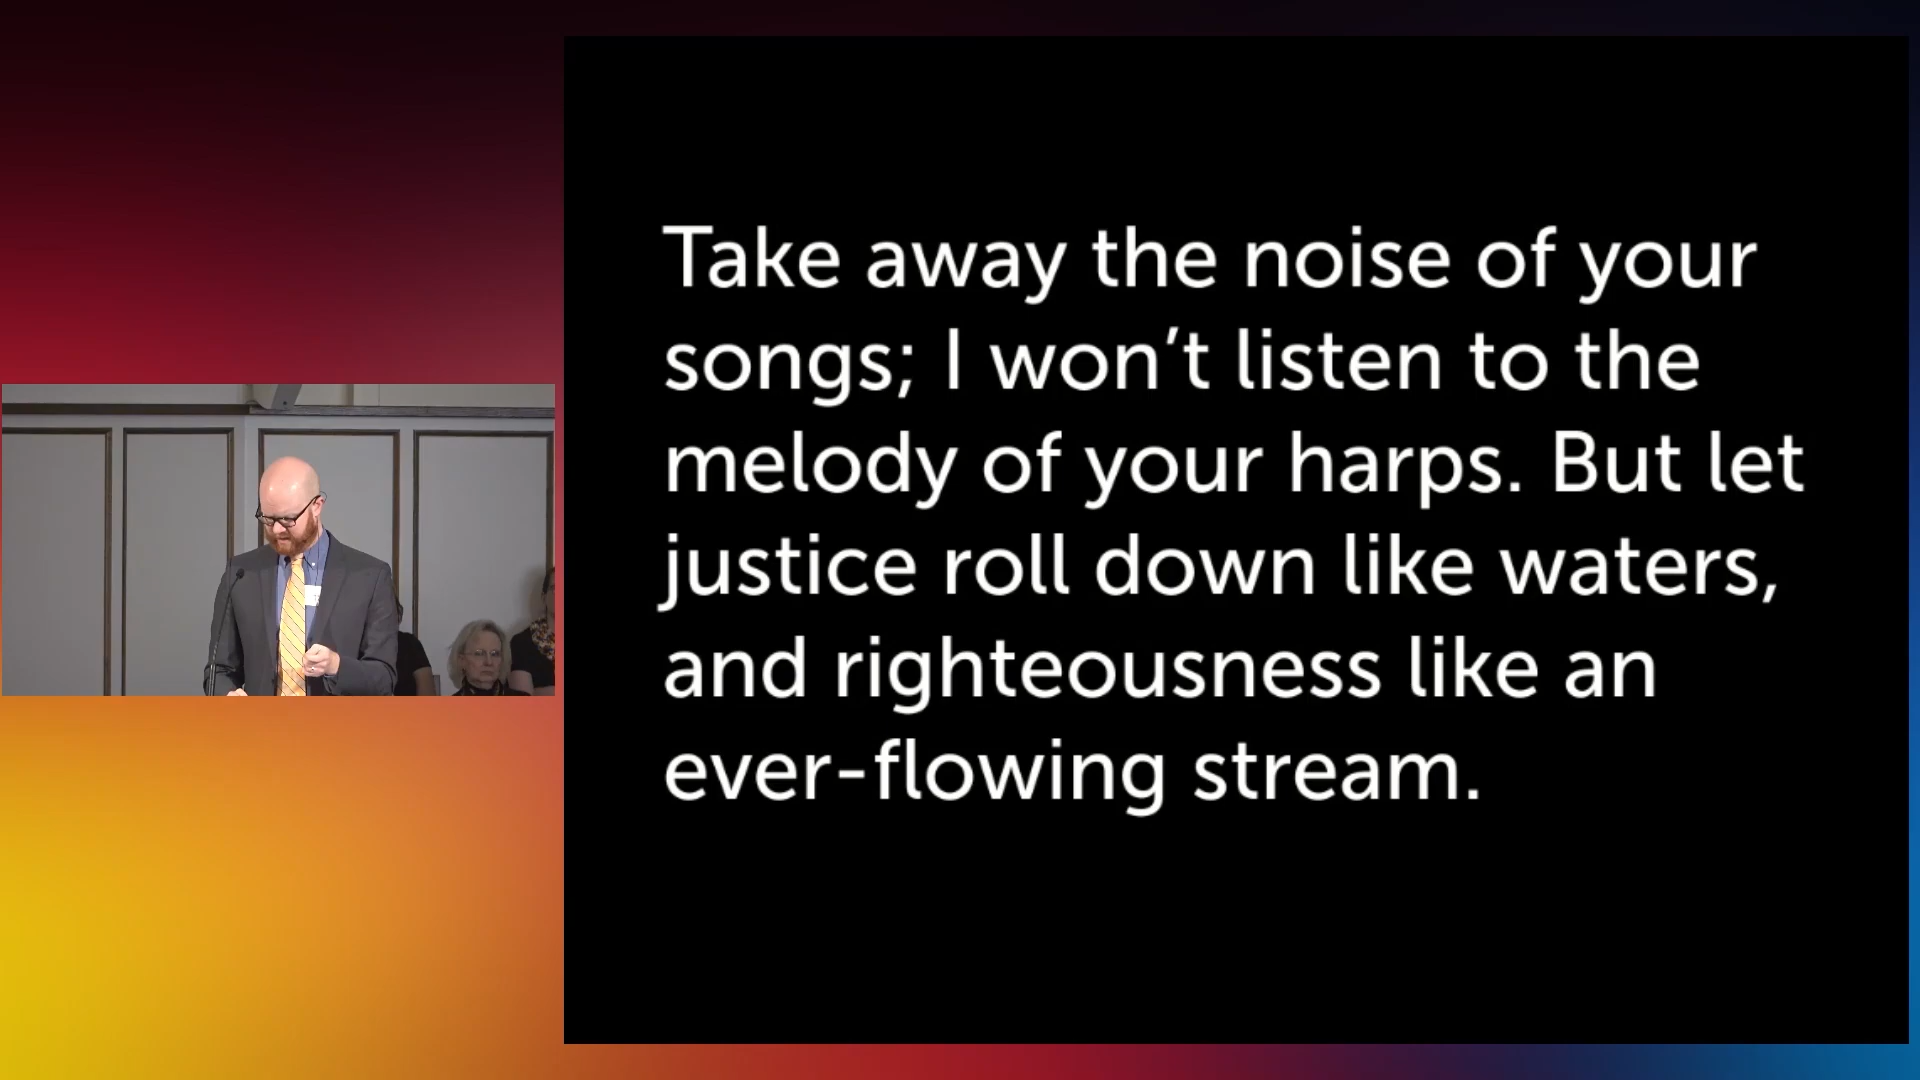 Take away the noise of your
songs; I won’t listen to the
melody of your harps. But let
justice roll down like waters,
and righteousness like an
ever-flowing stream.